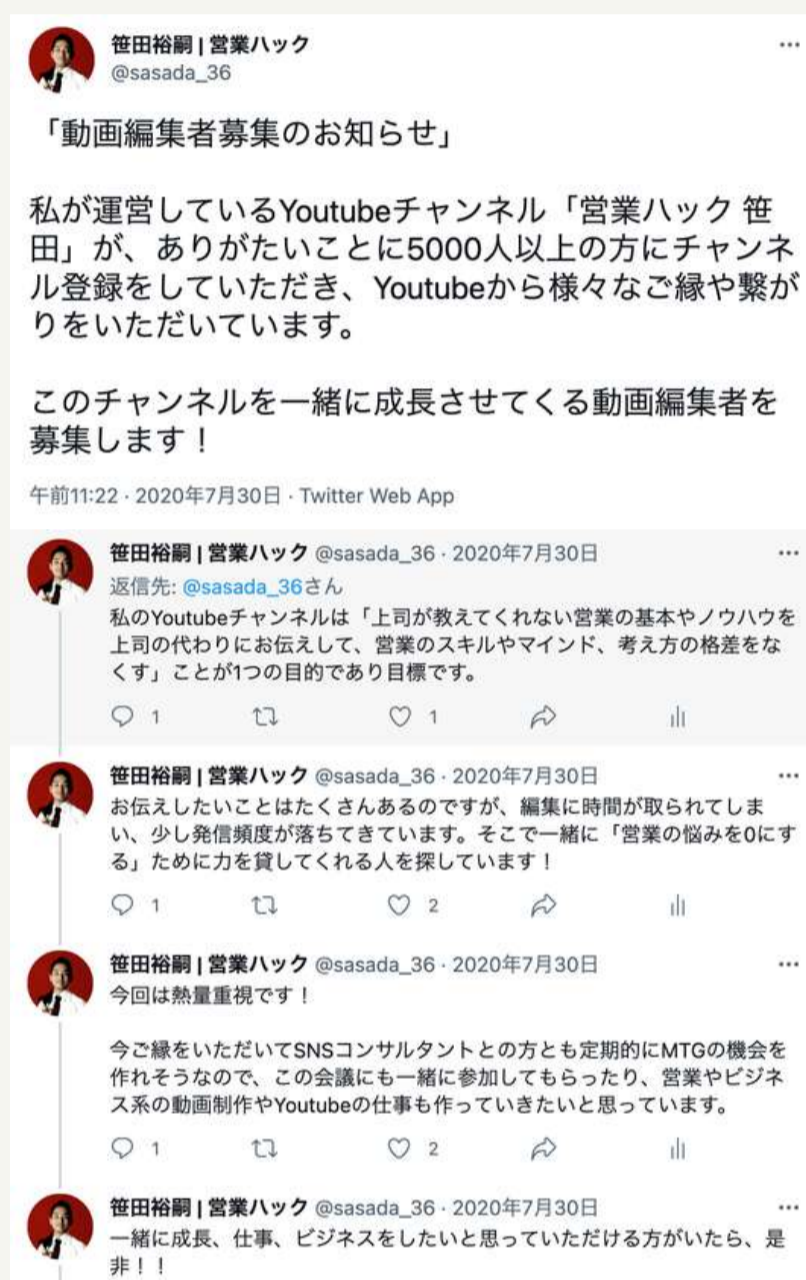 笹田裕嗣 | 営業ハック
@sasada_36
「動画編集者募集のお知らせ」
私が運営しているYoutubeチャンネル「営業ハック 笹
田」が、ありがたいことに5000人以上の方にチャンネ
ル登録をしていただき、Youtubeから様々なご縁や繋が
りをいただいています。
このチャンネルを一緒に成長させてくる動画編集者を
募集します！
午前11:22 · 2020年7月30日 · Twitter Web App
笹田裕嗣 | 営業ハック @sasada_36 · 2020年7月30日
返信先: @sasada_36さん
私のYoutubeチャンネルは「上司が教えてくれない営業の基本やノウハウを
上司の代わりにお伝えして、営業のスキルやマインド、考え方の格差をな
くす」ことが1つの目的であり目標です。
1 1
笹田裕嗣 | 営業ハック @sasada_36 · 2020年7月30日
お伝えしたいことはたくさんあるのですが、編集に時間が取られてしま
い、少し発信頻度が落ちてきています。そこで一緒に「営業の悩みを0にす
る」ために力を貸してくれる人を探しています！
1 2
笹田裕嗣 | 営業ハック @sasada_36 · 2020年7月30日
今回は熱量重視です！
今ご縁をいただいてSNSコンサルタントとの方とも定期的にMTGの機会を
作れそうなので、この会議にも一緒に参加してもらったり、営業やビジネ
ス系の動画制作やYoutubeの仕事も作っていきたいと思っています。
1 2
笹田裕嗣 | 営業ハック @sasada_36 · 2020年7月30日
一緒に成長、仕事、ビジネスをしたいと思っていただける方がいたら、是
非！！